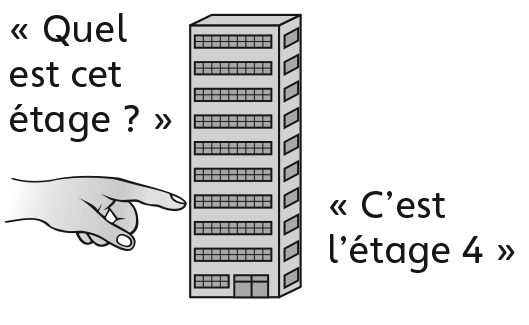 « Quel
est cet
étage ? »
« C’est
l’étage 4 »